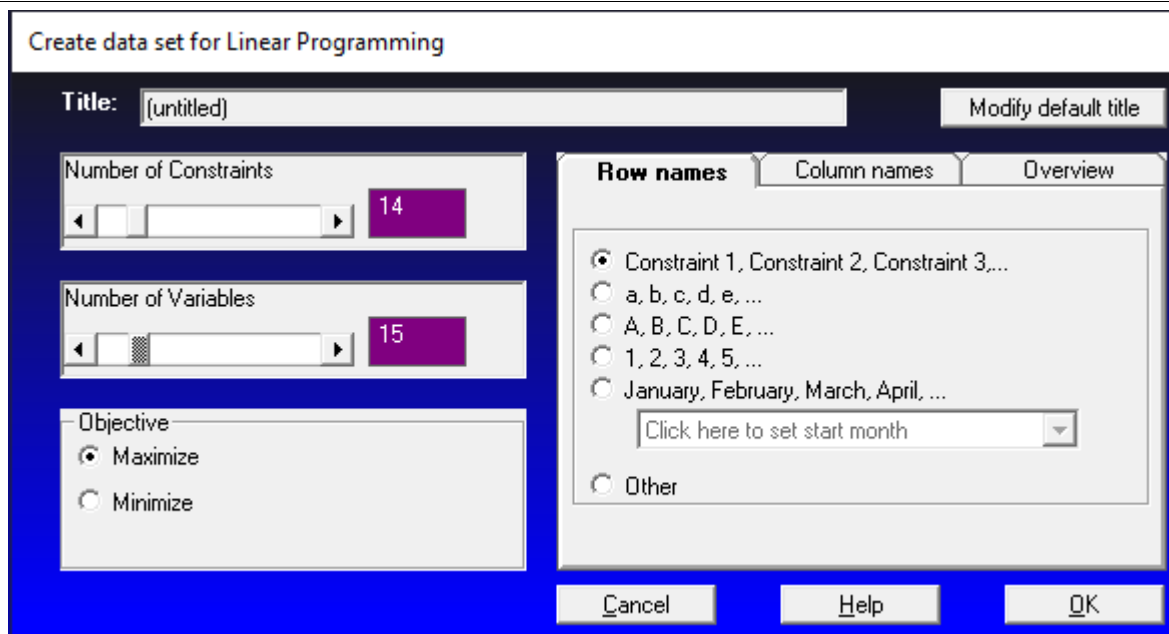 Create data set for Linear Programming
Title: (untitled) Modify default title
Number of Constraints
14
Number of Variables
15
Objective
Maximize
Minimize
Row names Column names Overview
Constraint 1, Constraint 2, Constraint 3,...
a, b, c, d, e, ...
A, B, C, D, E, ...
1, 2, 3, 4, 5, ...
January, February, March, April, ...
Click here to set start month
Other
Cancel Help OK